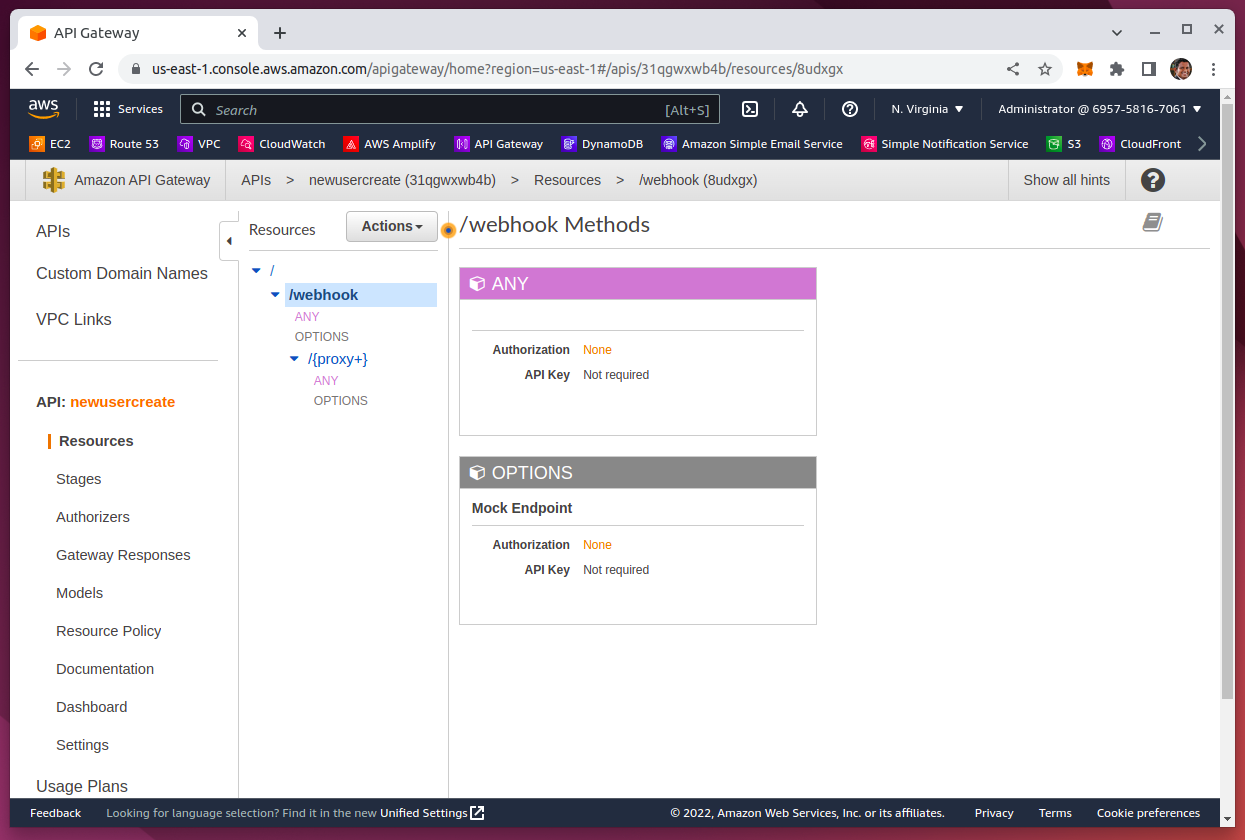 API Gateway
us-east-1.console.aws.amazon.com/apigateway/home?region=us-east-1#/apis/31qgwxwb4b/resources/8udxgx
aws Services Search [Alt+S] N. Virginia Administrator @ 6957-5816-7061
EC2 Route 53 VPC CloudWatch AWS Amplify API Gateway DynamoDB Amazon Simple Email Service Simple Notification Service S3 CloudFront
Amazon API Gateway APIs > newusercreate (31qgwxwb4b) > Resources > /webhook (8udxgx) Show all hints ?
APIs
Custom Domain Names
VPC Links
API: newusercreate
Resources
Stages
Authorizers
Gateway Responses
Models
Resource Policy
Documentation
Dashboard
Settings
Usage Plans
Resources Actions
/
/webhook
ANY
OPTIONS
/{proxy+}
ANY
OPTIONS
/webhook Methods
ANY
Authorization None
API Key Not required
OPTIONS
Mock Endpoint
Authorization None
API Key Not required
Feedback Looking for language selection? Find it in the new Unified Settings © 2022, Amazon Web Services, Inc. or its affiliates. Privacy Terms Cookie preferences